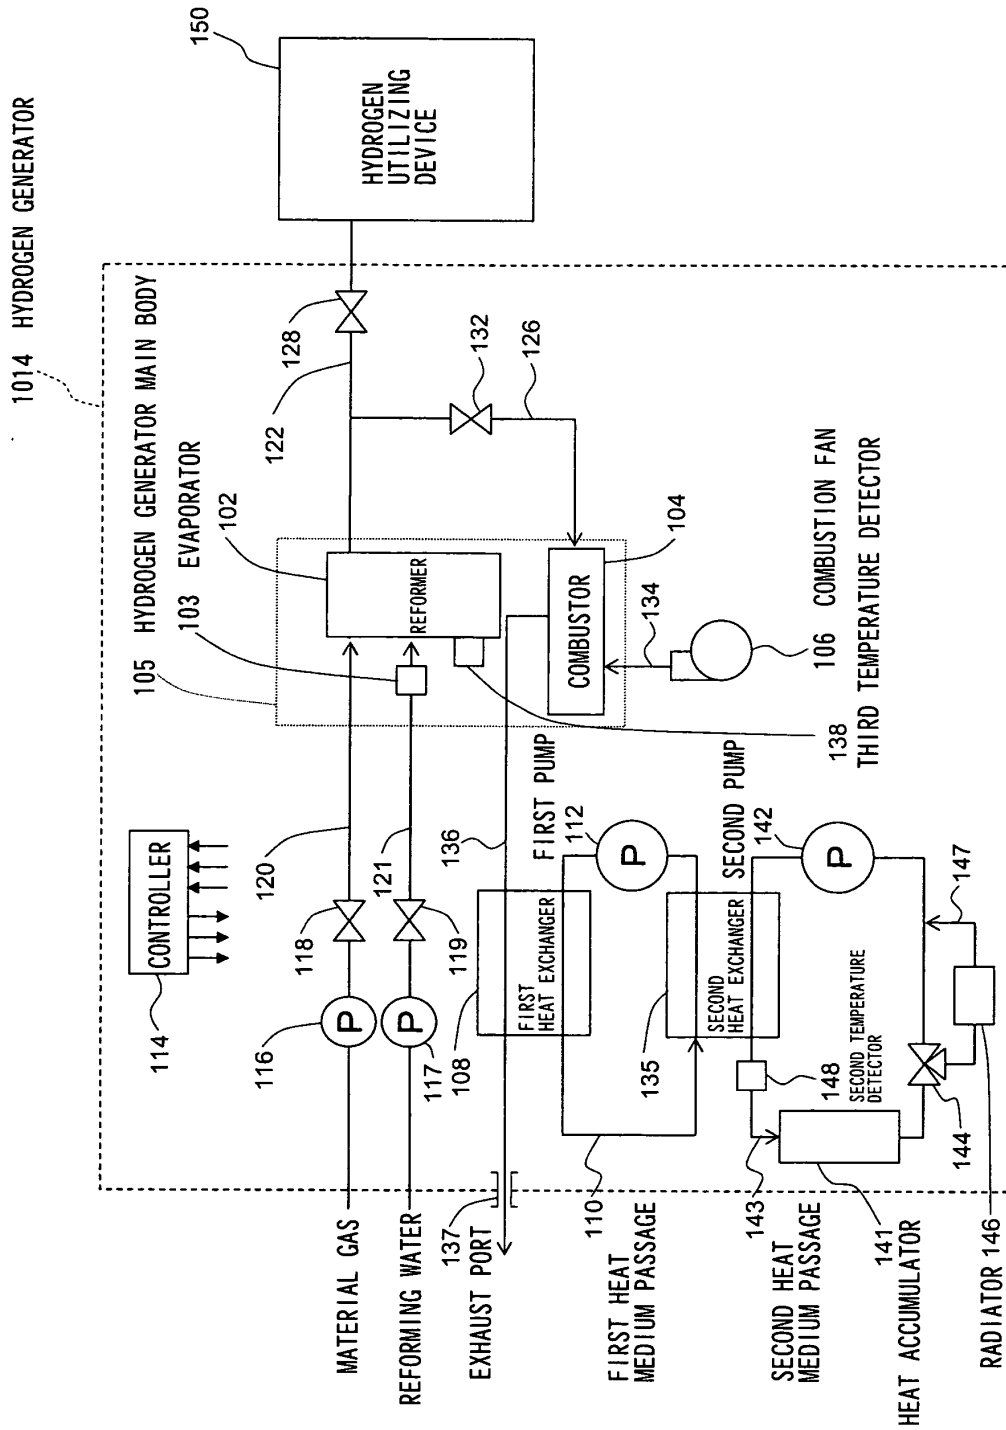 1014 HYDROGEN GENERATOR
150
HYDROGEN
UTILIZING
DEVICE
105 HYDROGEN GENERATOR MAIN BODY
103 EVAPORATOR
102
122
128
132
126
104
REFORMER
COMBUSTOR
134
106 COMBUSTION FAN
138 THIRD TEMPERATURE DETECTOR
CONTROLLER
114
120
118
P
116
121
119
P
117
136
FIRST PUMP
112
P
108
FIRST
HEAT EXCHANGER
SECOND PUMP
142
P
135
SECOND
HEAT EXCHANGER
147
148
SECOND TEMPERATURE
DETECTOR
144
MATERIAL GAS
REFORMING WATER
137
EXHAUST PORT
110
FIRST HEAT
MEDIUM PASSAGE
143
SECOND HEAT
MEDIUM PASSAGE
141
HEAT ACCUMULATOR
RADIATOR 146